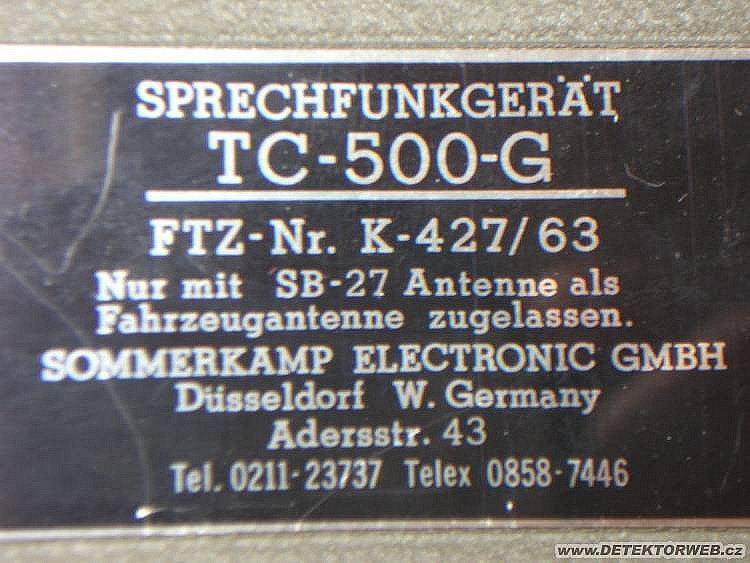 SPRECHFUNKGERÄT
TC-500-G
FTZ-Nr. K-427/63
Nur mit SB-27 Antenne als
Fahrzeugantenne zugelassen.
SOMMERKAMP ELECTRONIC GMBH
Düsseldorf W. Germany
Adersstr. 43
Tel. 0211-23737 Telex 0858-7446
www.DETEKTORWEB.cz